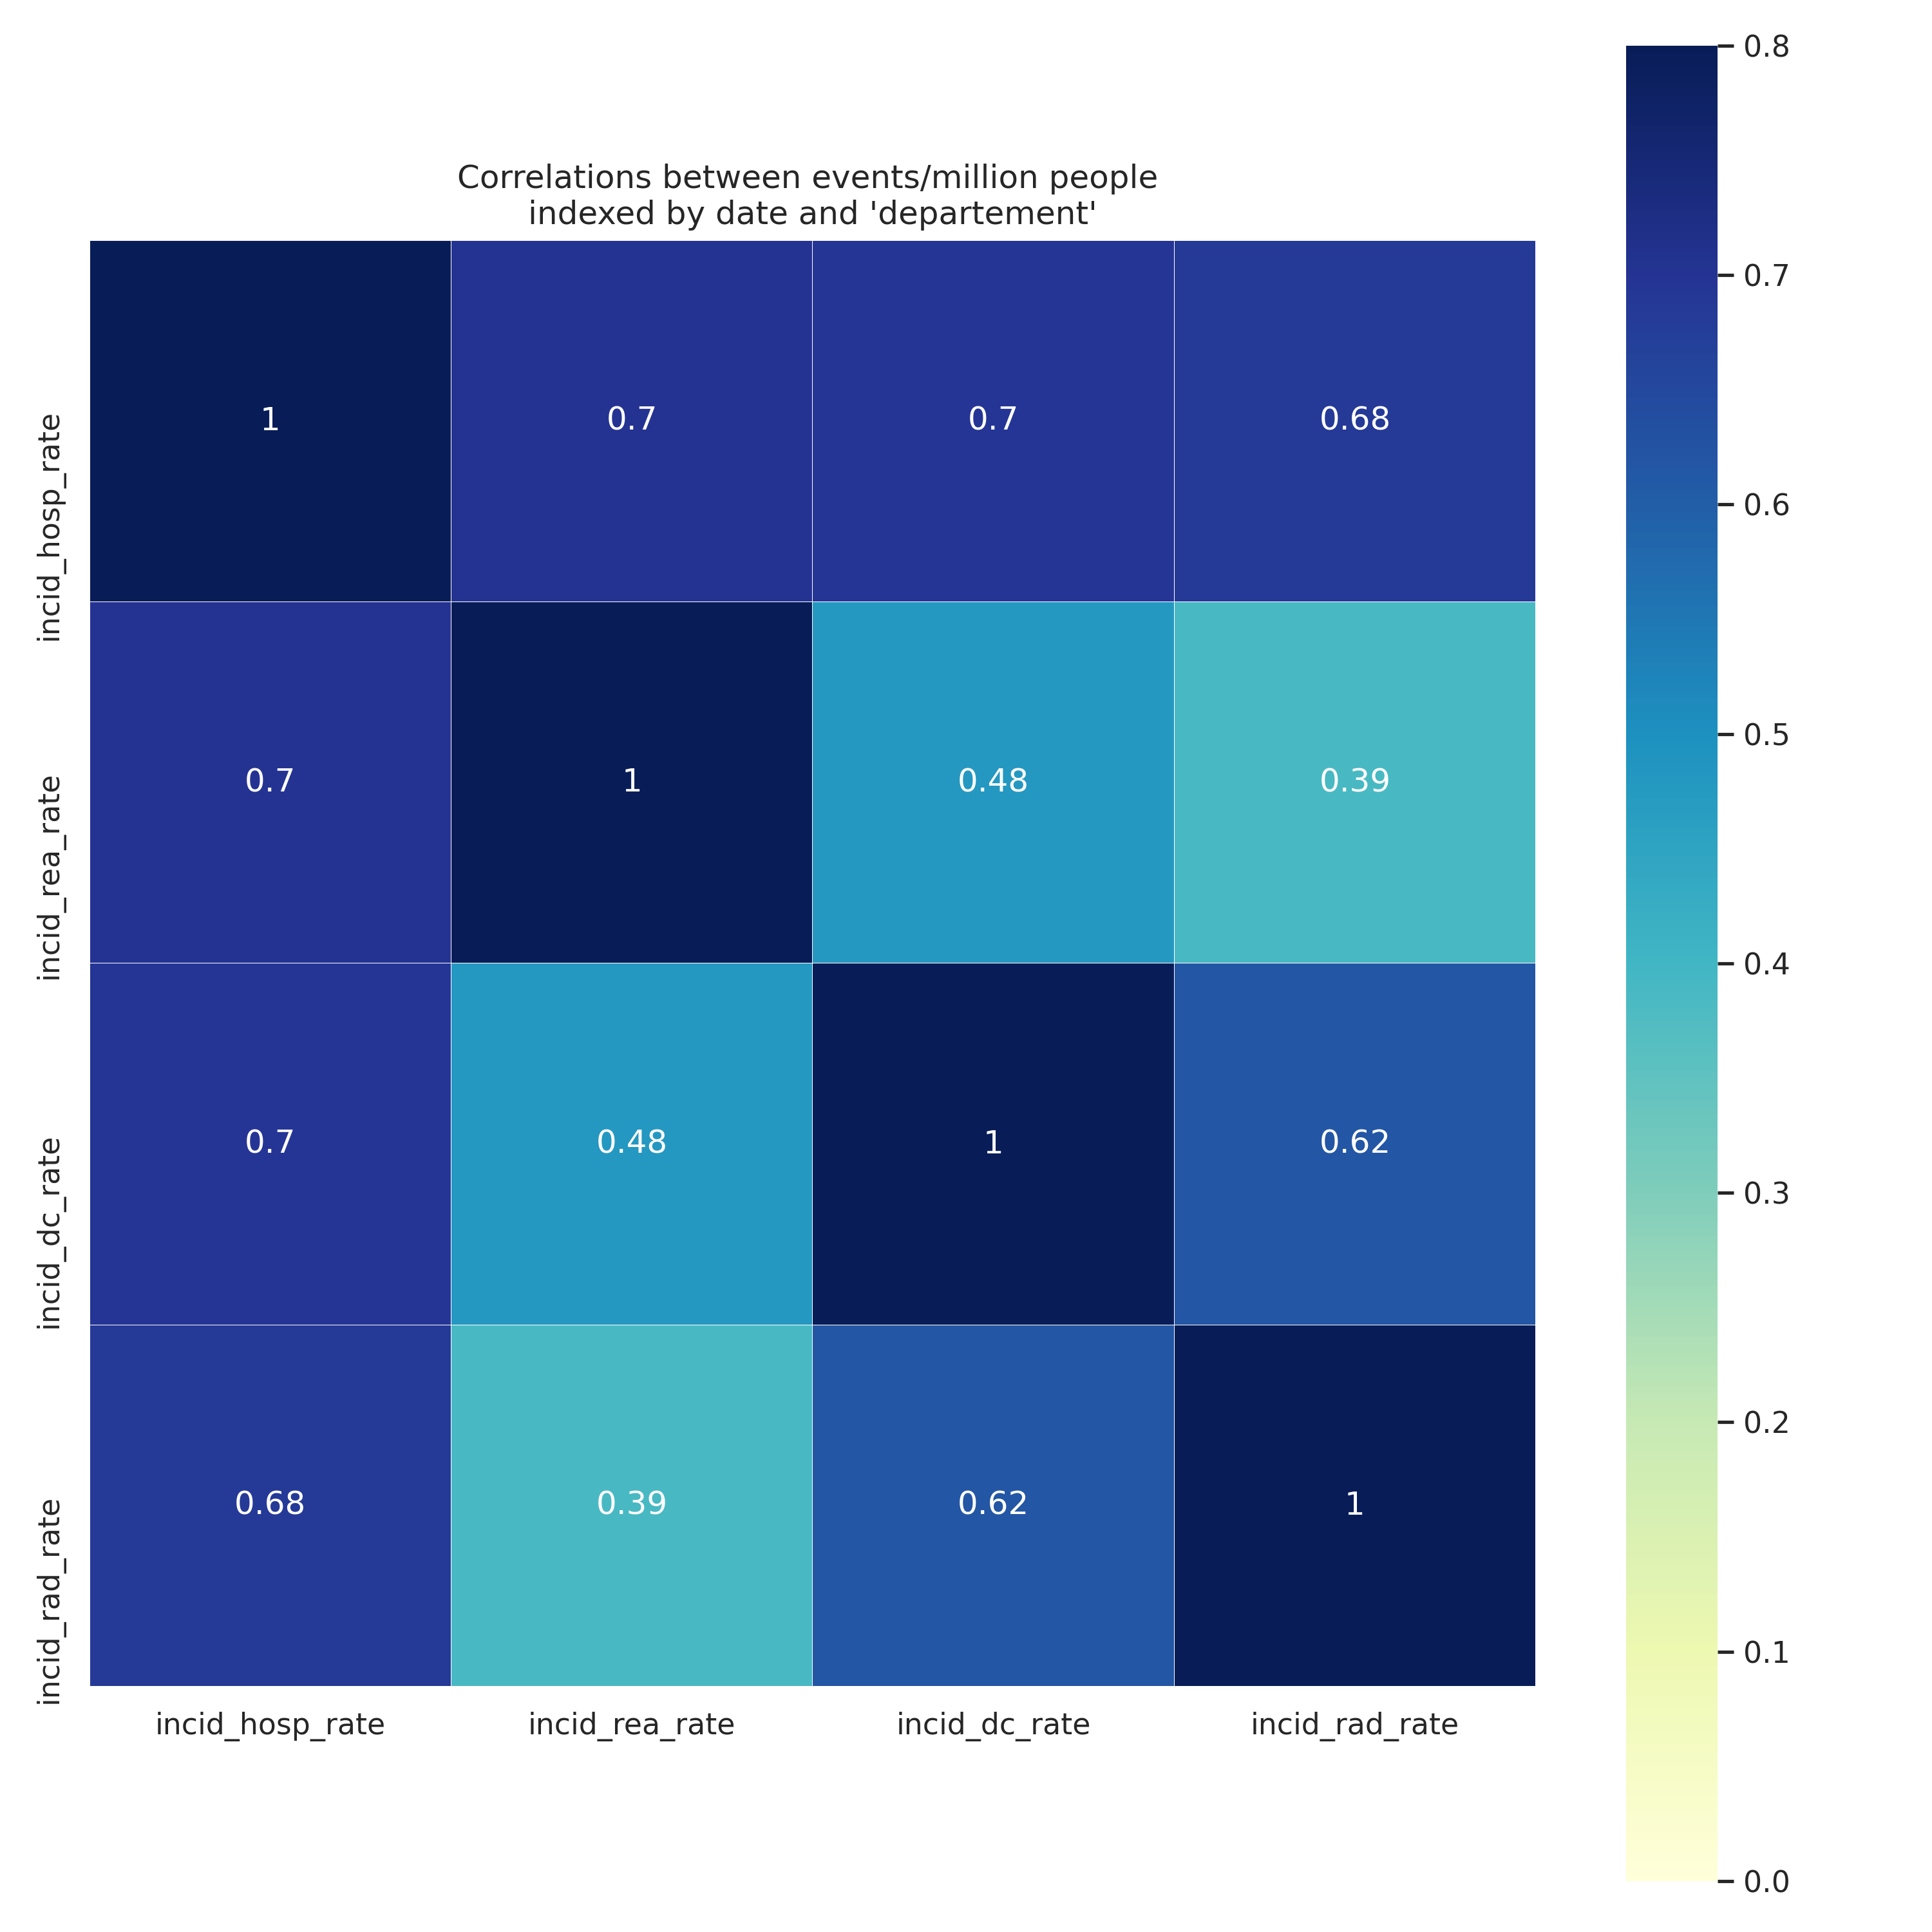 Correlations between events/million people
indexed by date and 'departement'
incid_hosp_rate
1
0.7
0.7
0.68
incid_rea_rate
0.7
1
0.48
0.39
incid_dc_rate
0.7
0.48
1
0.62
incid_rad_rate
0.68
0.39
0.62
1
incid_hosp_rate
incid_rea_rate
incid_dc_rate
incid_rad_rate
0.8
0.7
0.6
0.5
0.4
0.3
0.2
0.1
0.0